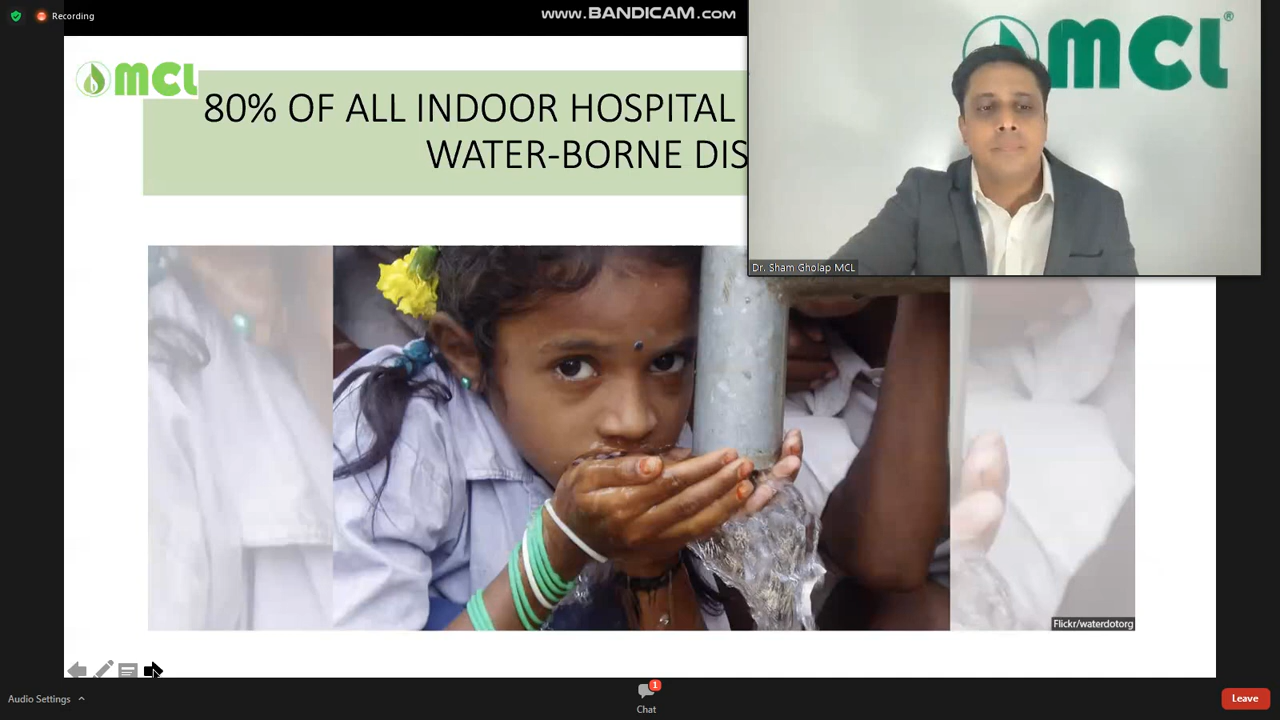 Recording
www.BANDICAM.com
MCL
80% OF ALL INDOOR HOSPITAL
WATER-BORNE DIS
MCL®
Dr. Sham Gholap MCL
Flickr/waterdotorg
Audio Settings
1
Chat
Leave